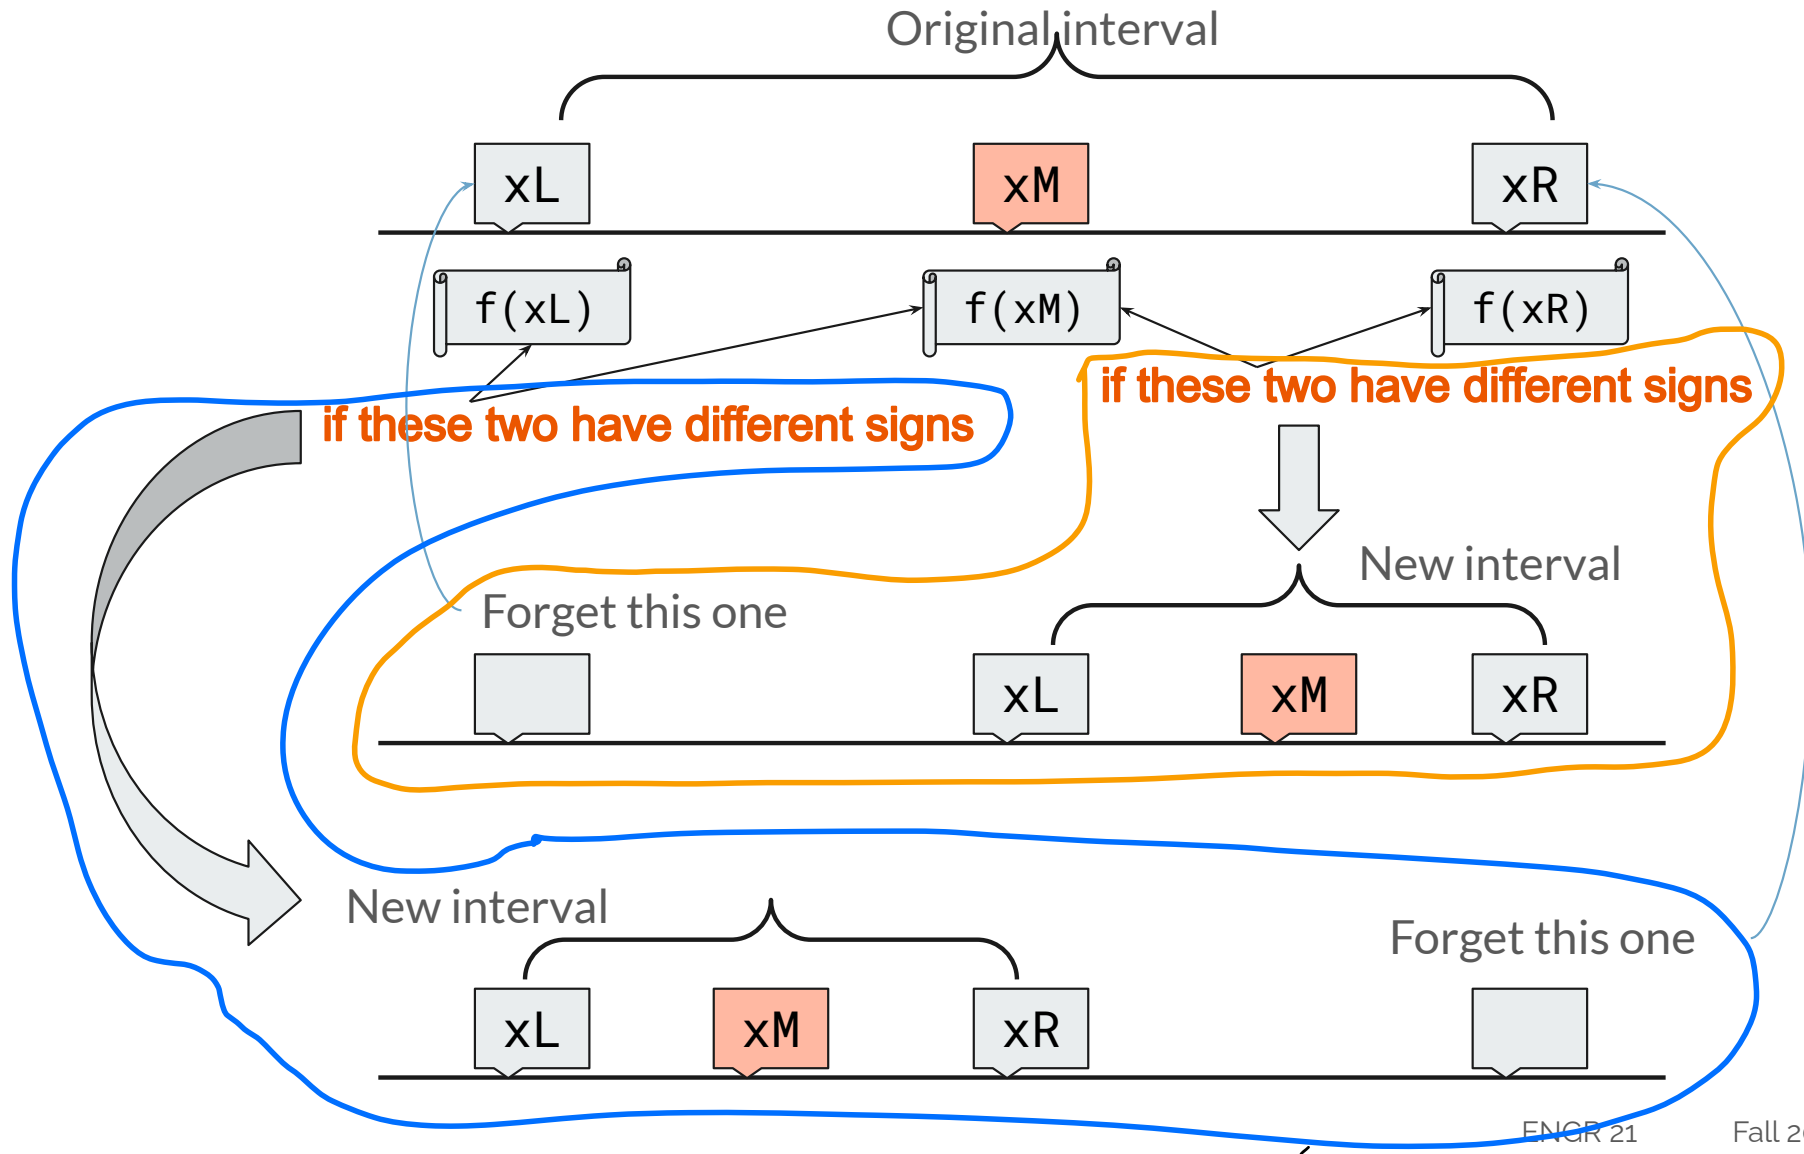 Original interval
xL xM xR
f(xL) f(xM) f(xR)
if these two have different signs
if these two have different signs
New interval
Forget this one
xL xM xR
New interval
Forget this one
xL xM xR
ENGR 21 Fall